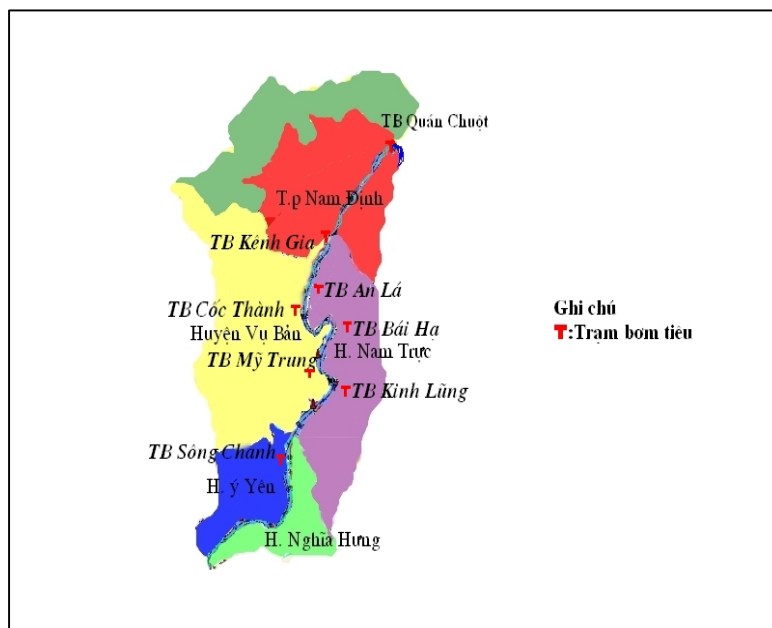 TB Quán Chuột
T.p Nam Định
TB Kênh Gia
TB An Lá
TB Cốc Thành
Huyện Vụ Bản
TB Bái Hạ
H. Nam Trực
TB Mỹ Trung
TB Kinh Lũng
TB Sông Chanh
H. ý Yên
H. Nghĩa Hưng
Ghi chú
T:Trạm bơm tiêu